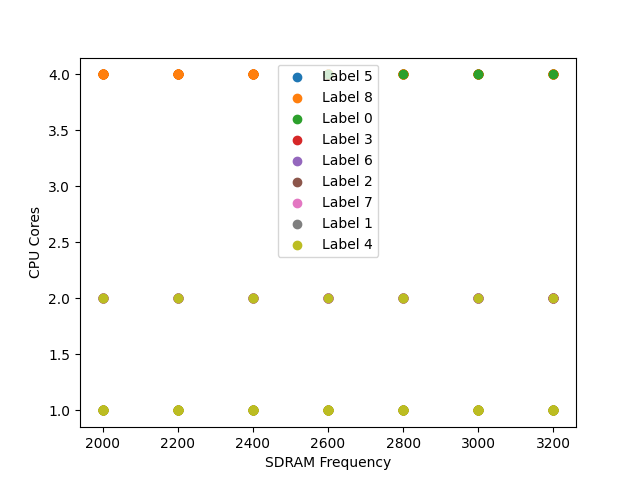 4.0
3.5
3.0
2.5
2.0
1.5
1.0
CPU Cores
Label 5
Label 8
Label 0
Label 3
Label 6
Label 2
Label 7
Label 1
Label 4
2000 2200 2400 2600 2800 3000 3200
SDRAM Frequency